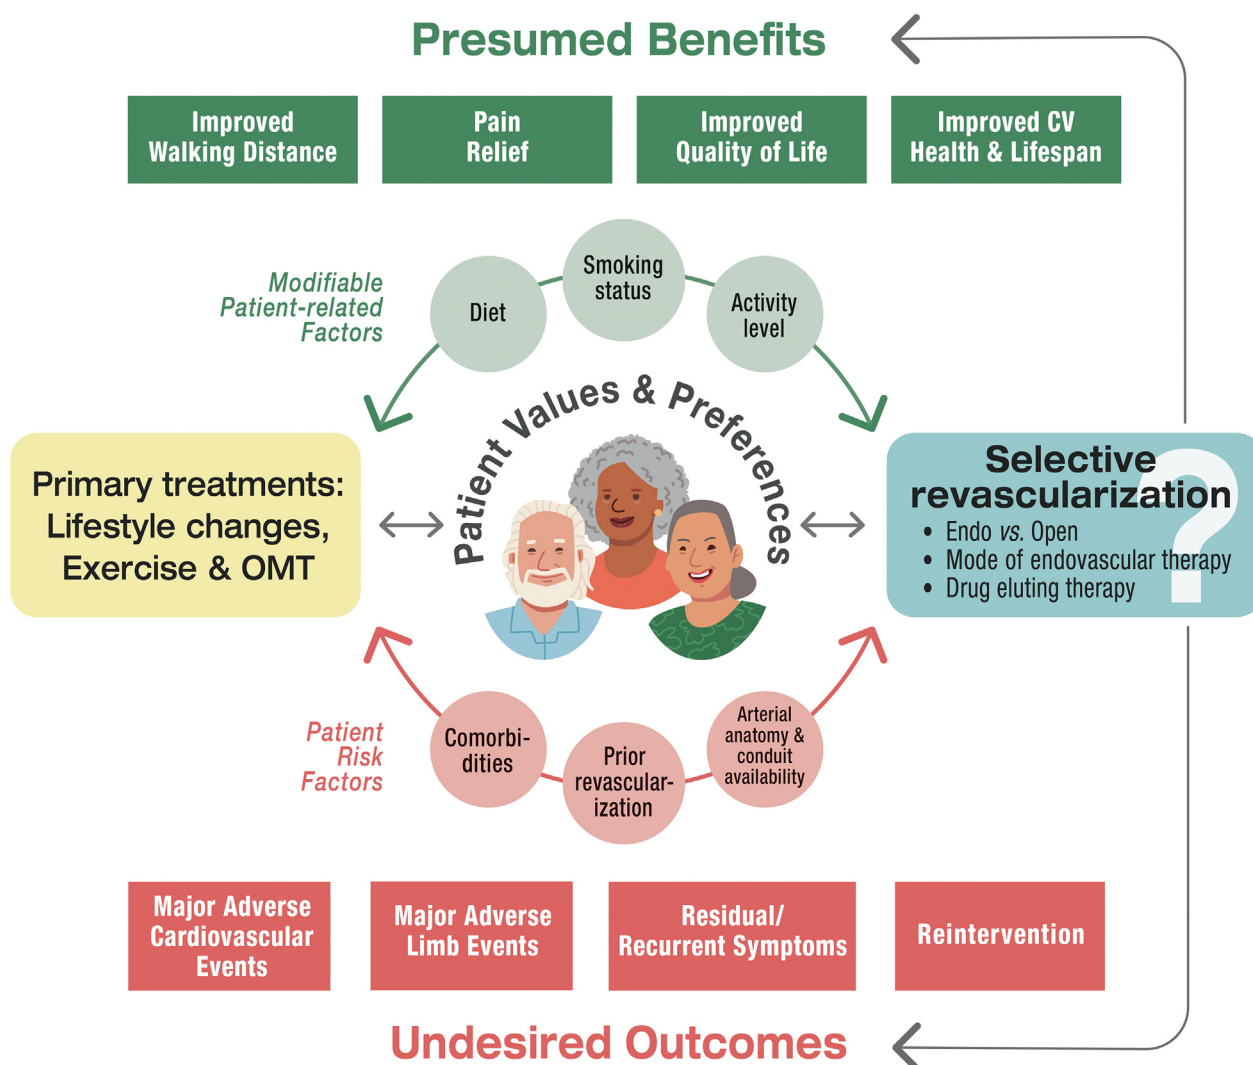 Presumed Benefits
Improved
Walking Distance
Pain
Relief
Improved
Quality of Life
Improved CV
Health & Lifespan
Modifiable
Patient-related
Factors
Diet
Smoking
status
Activity
level
Patient Values & Preferences
Primary treatments:
Lifestyle changes,
Exercise & OMT
?
Selective
revascularization
• Endo vs. Open
• Mode of endovascular therapy
• Drug eluting therapy
Patient
Risk
Factors
Comorbi-
dities
Prior
revascular-
ization
Arterial
anatomy &
conduit
availability
Major Adverse
Cardiovascular
Events
Major Adverse
Limb Events
Residual/
Recurrent Symptoms
Reintervention
Undesired Outcomes